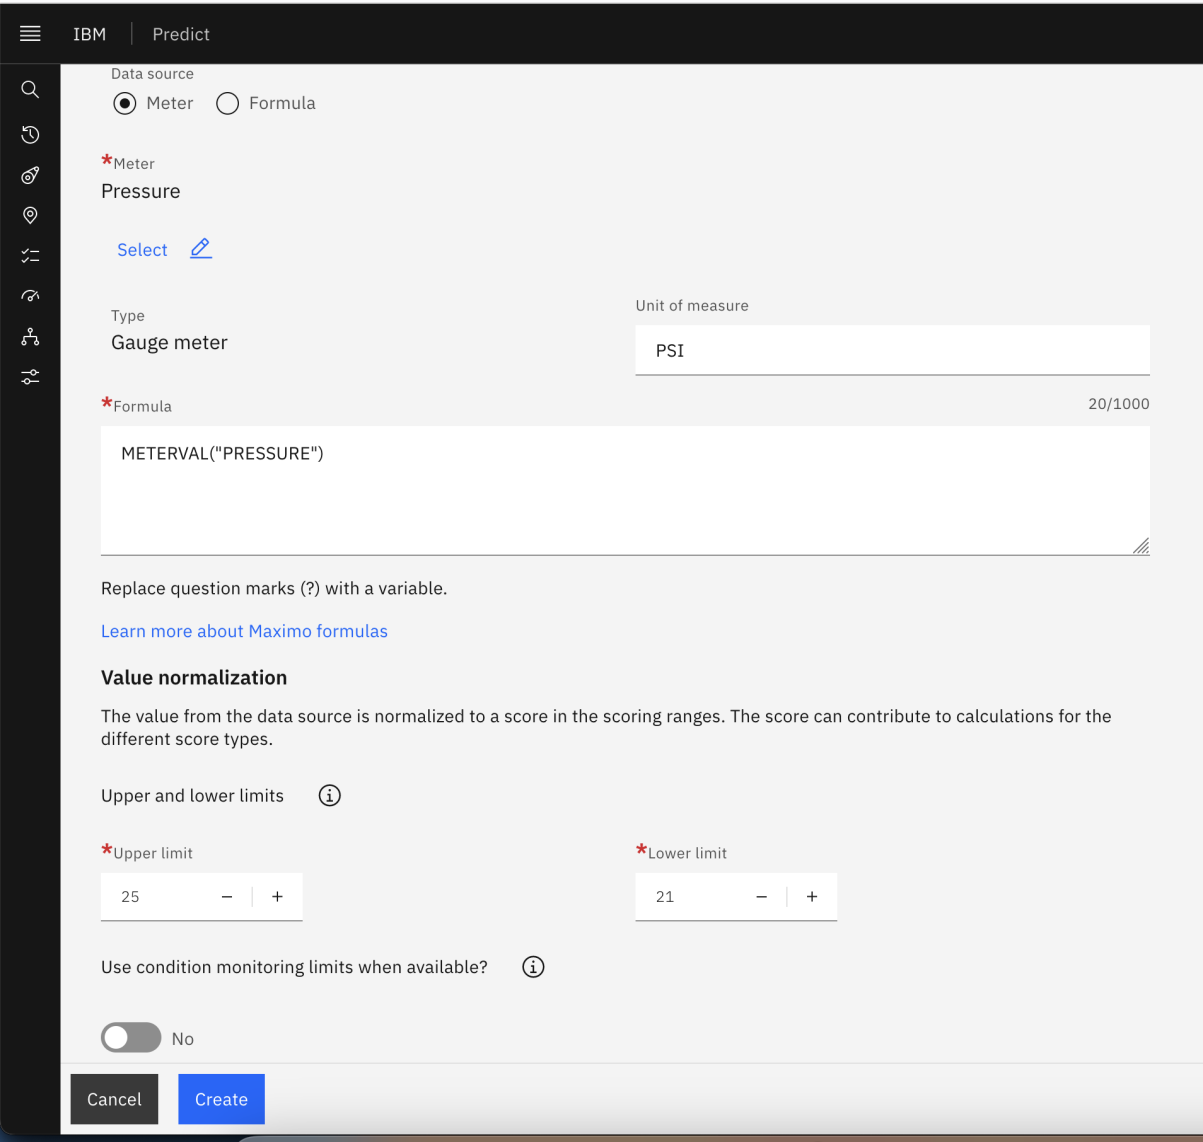 IBM
Predict
Data source
Meter
Formula
*Meter
Pressure
Select
Type
Gauge meter
Unit of measure
PSI
*Formula
20/1000
METERVAL("PRESSURE")
Replace question marks (?) with a variable.
Learn more about Maximo formulas
Value normalization
The value from the data source is normalized to a score in the scoring ranges. The score can contribute to calculations for the
different score types.
Upper and lower limits
*Upper limit
25
*Lower limit
21
Use condition monitoring limits when available?
No
Cancel
Create